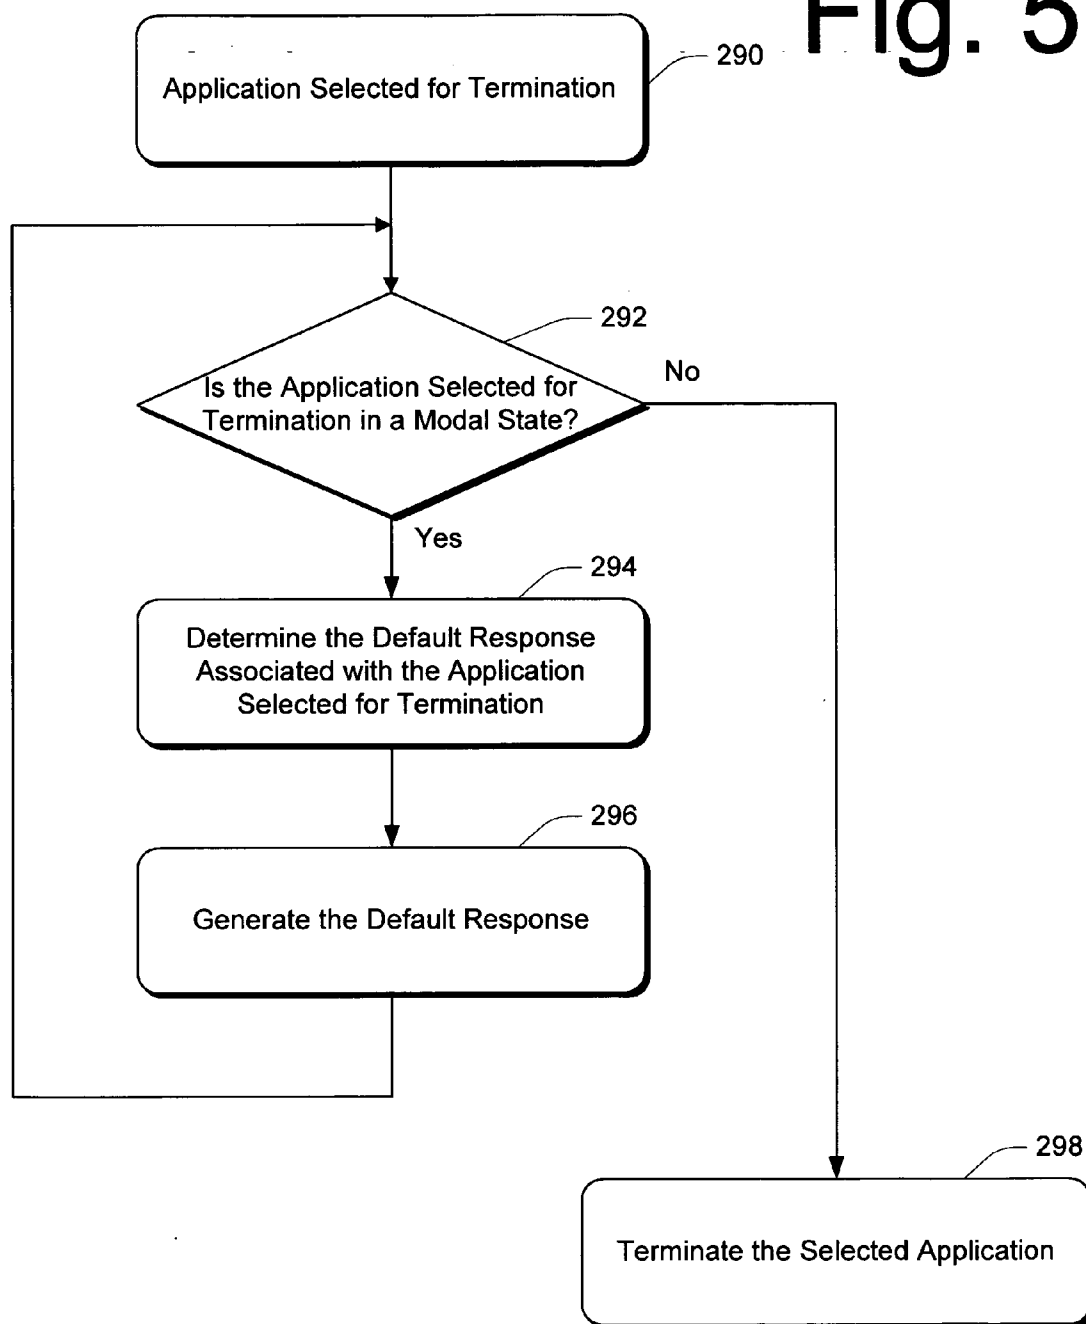 Fig. 5
290
Application Selected for Termination
292
Is the Application Selected for
Termination in a Modal State?
No
Yes
294
Determine the Default Response
Associated with the Application
Selected for Termination
296
Generate the Default Response
298
Terminate the Selected Application